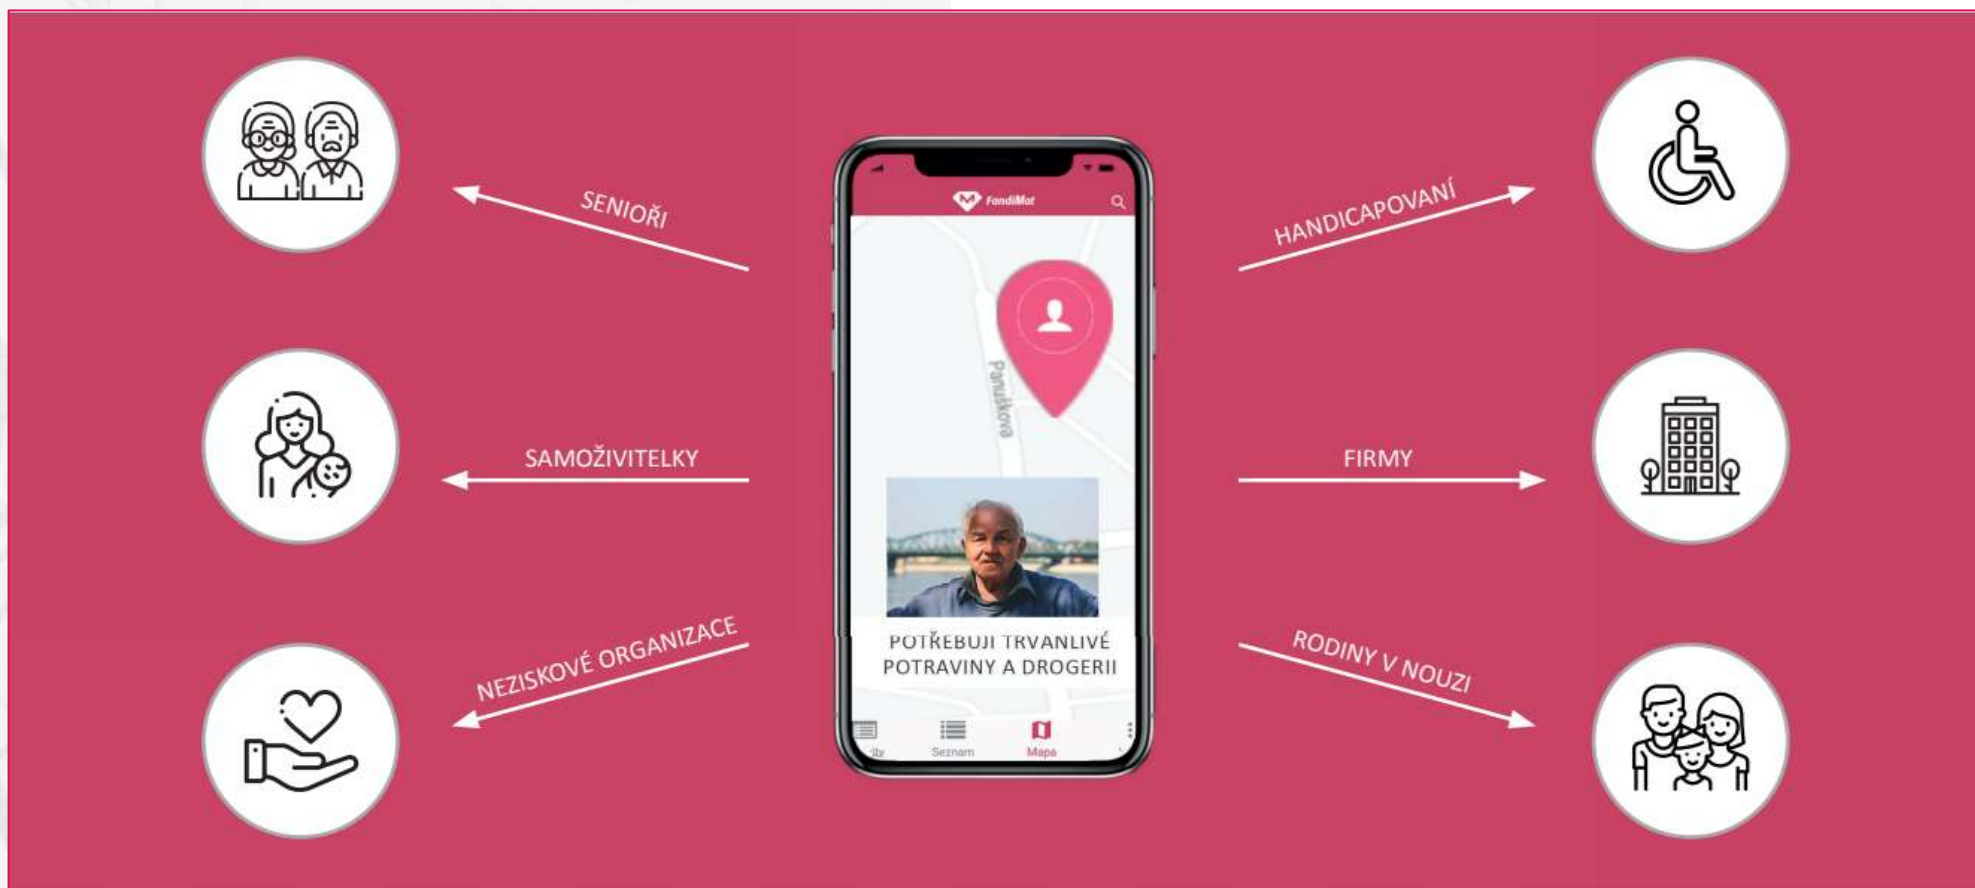 SENIOŘI
SAMOŽIVITELKY
NEZISKOVÉ ORGANIZACE
FandiMat
Panuškova
POTŘEBUJI TRVANLIVÉ
POTRAVINY A DROGERII
Seznam
Mapa
HANDICAPOVANÍ
FIRMY
RODINY V NOUZI